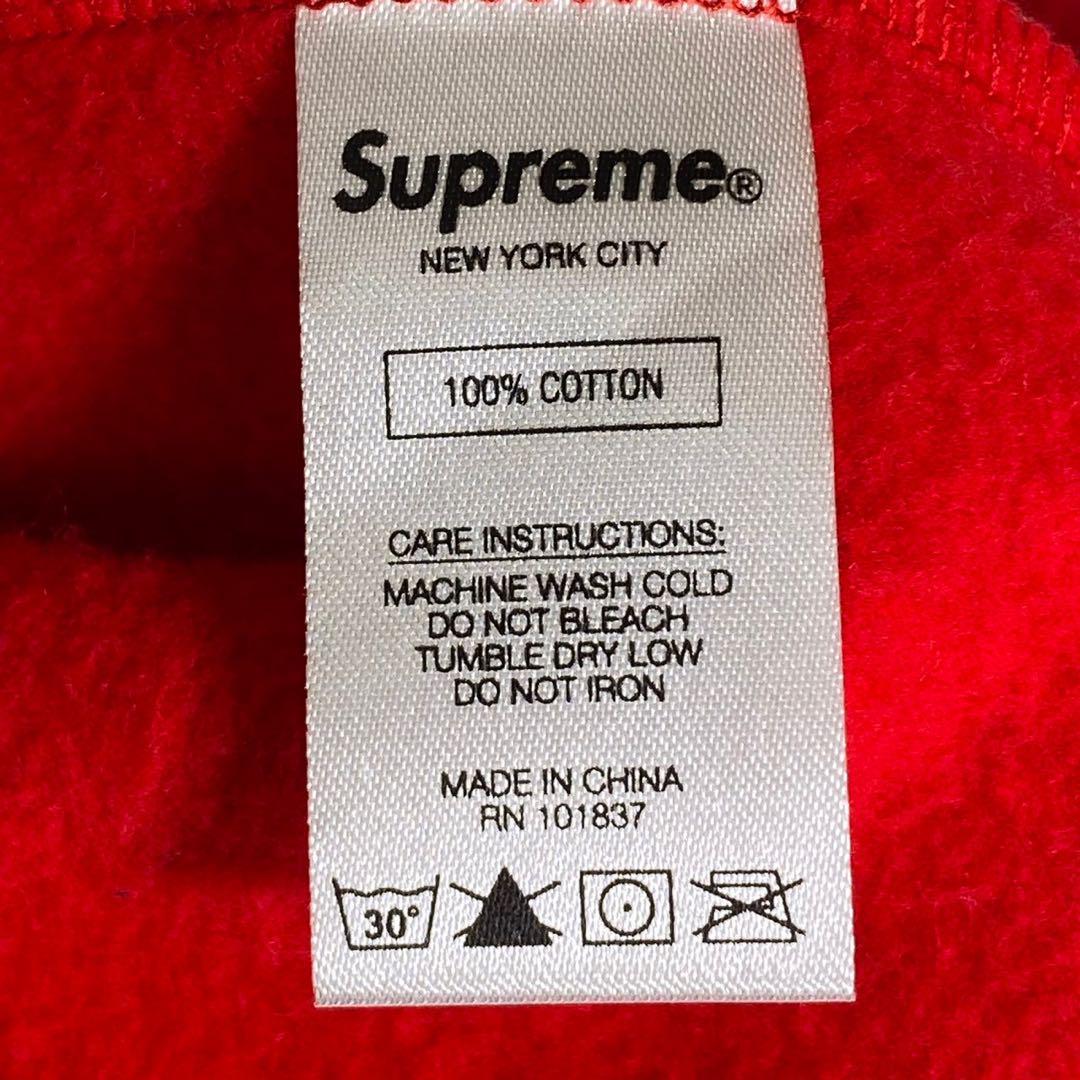 Supreme®
NEW YORK CITY
100% COTTON
CARE INSTRUCTIONS:
MACHINE WASH COLD
DO NOT BLEACH
TUMBLE DRY LOW
DO NOT IRON
MADE IN CHINA
RN 101837
30°